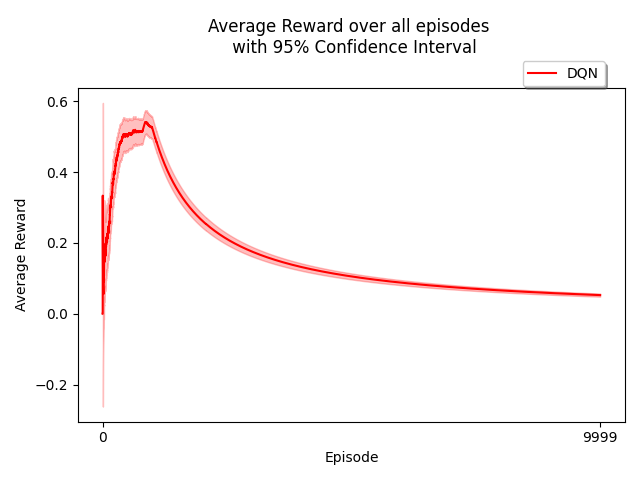 Average Reward over all episodes
with 95% Confidence Interval
DQN
0.6
0.4
0.2
0.0
−0.2
Average Reward
0
9999
Episode